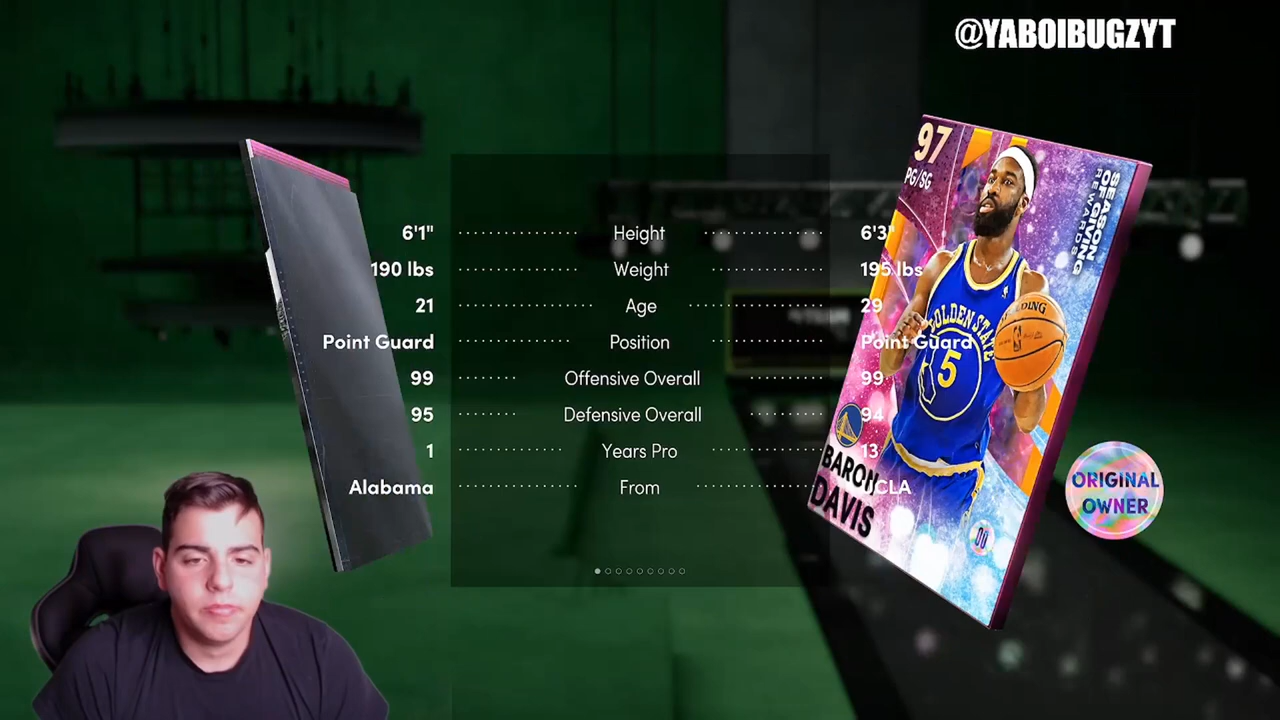 @YABOIBUGZYT
97
PG/SG
SEASON
OF GIVING
REWARDS
6'1" Height 6'3"
190 lbs Weight 195 lbs
21 Age 29
Point Guard Position Point Guard
99 Offensive Overall 99
95 Defensive Overall 94
1 Years Pro 13
Alabama From UCLA
GOLDEN STATE
5
BARON
DAVIS
ORIGINAL
OWNER